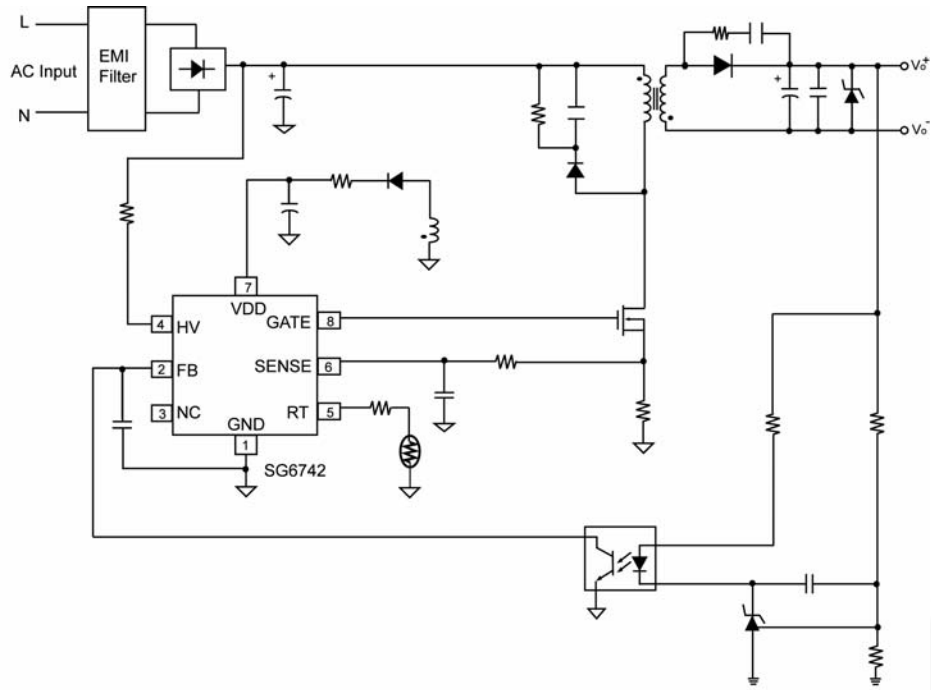 L
EMI
Filter
AC Input
N
+
+
Vo+
Vo-
7
VDD
4
HV
GATE
8
2
FB
SENSE
6
3
NC
RT
5
GND
1
SG6742